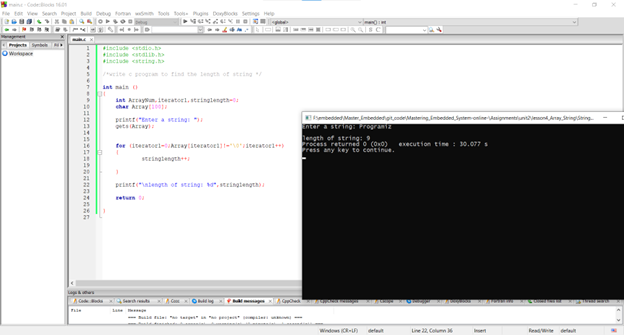 main.c - Code::Blocks 16.01
File Edit View Search Project Build Debug Fortran wxSmith Tools Tools+ Plugins DoxyBlocks Settings Help
Debug
<global>
main() : int
Management
Projects Symbols
Workspace
main.c
1 #include <stdio.h>
2 #include <stdlib.h>
3 #include <string.h>
4
5 /*write c program to find the length of string */
6
7 int main ()
8 {
9 int ArrayNum,iterator1,stringlength=0;
10 char Array[100];
11
12 printf("Enter a string: ");
13 gets(Array);
14
15
16 for (iterator1=0;Array[iterator1]!='\0';iterator1++)
17 {
18 stringlength++;
19
20 }
21
22 printf("\nlength of string: %d",stringlength);
23
24 return 0;
25
26 }
27
F:\embedded\Master_Embedded\git_code\Mastering_Embedded_System-online-\Assignments\unit2\lesson4_Array_String\String...
Enter a string: Programiz
length of string: 9
Process returned 0 (0x0) execution time : 30.077 s
Press any key to continue.
Logs & others
Code::Blocks Search results Cccc Build log Build messages CppCheck CppCheck messages Cscope Debugger DoxyBlocks Fortran info Closed files list Thread search
File Line Message
=== Build file: "no target" in "no project" (compiler: unknown) ===
Windows (CR+LF) default Line 22, Column 36 Insert Read/Write default